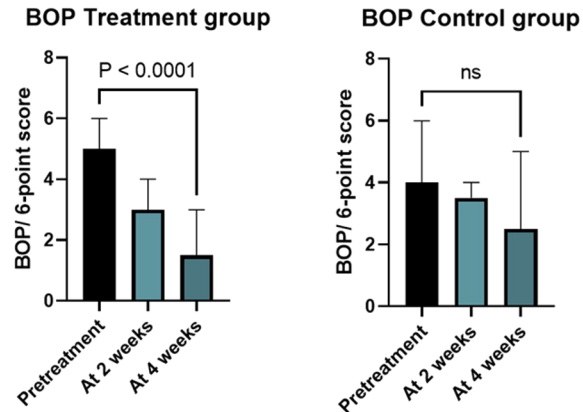 BOP Treatment group
BOP/ 6-point score
8
6
4
2
0
P < 0.0001
Pretreatment
At 2 weeks
At 4 weeks
BOP Control group
BOP/ 6-point score
8
6
4
2
0
ns
Pretreatment
At 2 weeks
At 4 weeks